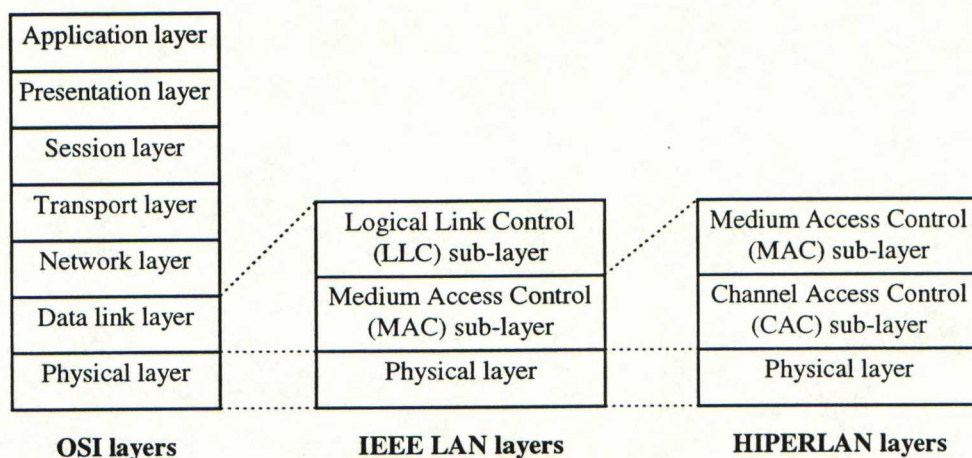 Application layer
Presentation layer
Session layer
Transport layer
Network layer
Data link layer
Physical layer
OSI layers
Logical Link Control
(LLC) sub-layer
Medium Access Control
(MAC) sub-layer
Physical layer
IEEE LAN layers
Medium Access Control
(MAC) sub-layer
Channel Access Control
(CAC) sub-layer
Physical layer
HIPERLAN layers